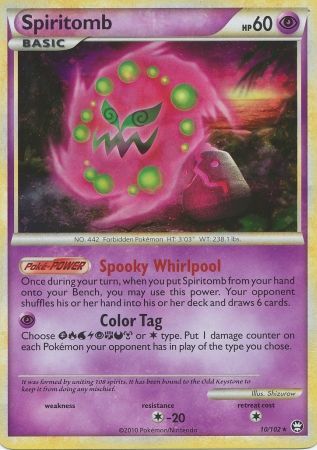 Spiritomb
HP60
BASIC
NO. 442 Forbidden Pokémon HT: 3'03" WT: 238.1 lbs.
Poké-POWER Spooky Whirlpool
Once during your turn, when you put Spiritomb from your hand
onto your Bench, you may use this power. Your opponent
shuffles his or her hand into his or her deck and draws 6 cards.
Color Tag
Choose or type. Put 1 damage counter on
each Pokémon your opponent has in play of the type you chose.
It was formed by uniting 108 spirits. It has been bound to the Odd Keystone to
keep it from doing any mischief.
Illus. Shizurow
weakness resistance retreat cost
-20
©2010 Pokémon/Nintendo
10/102 ★